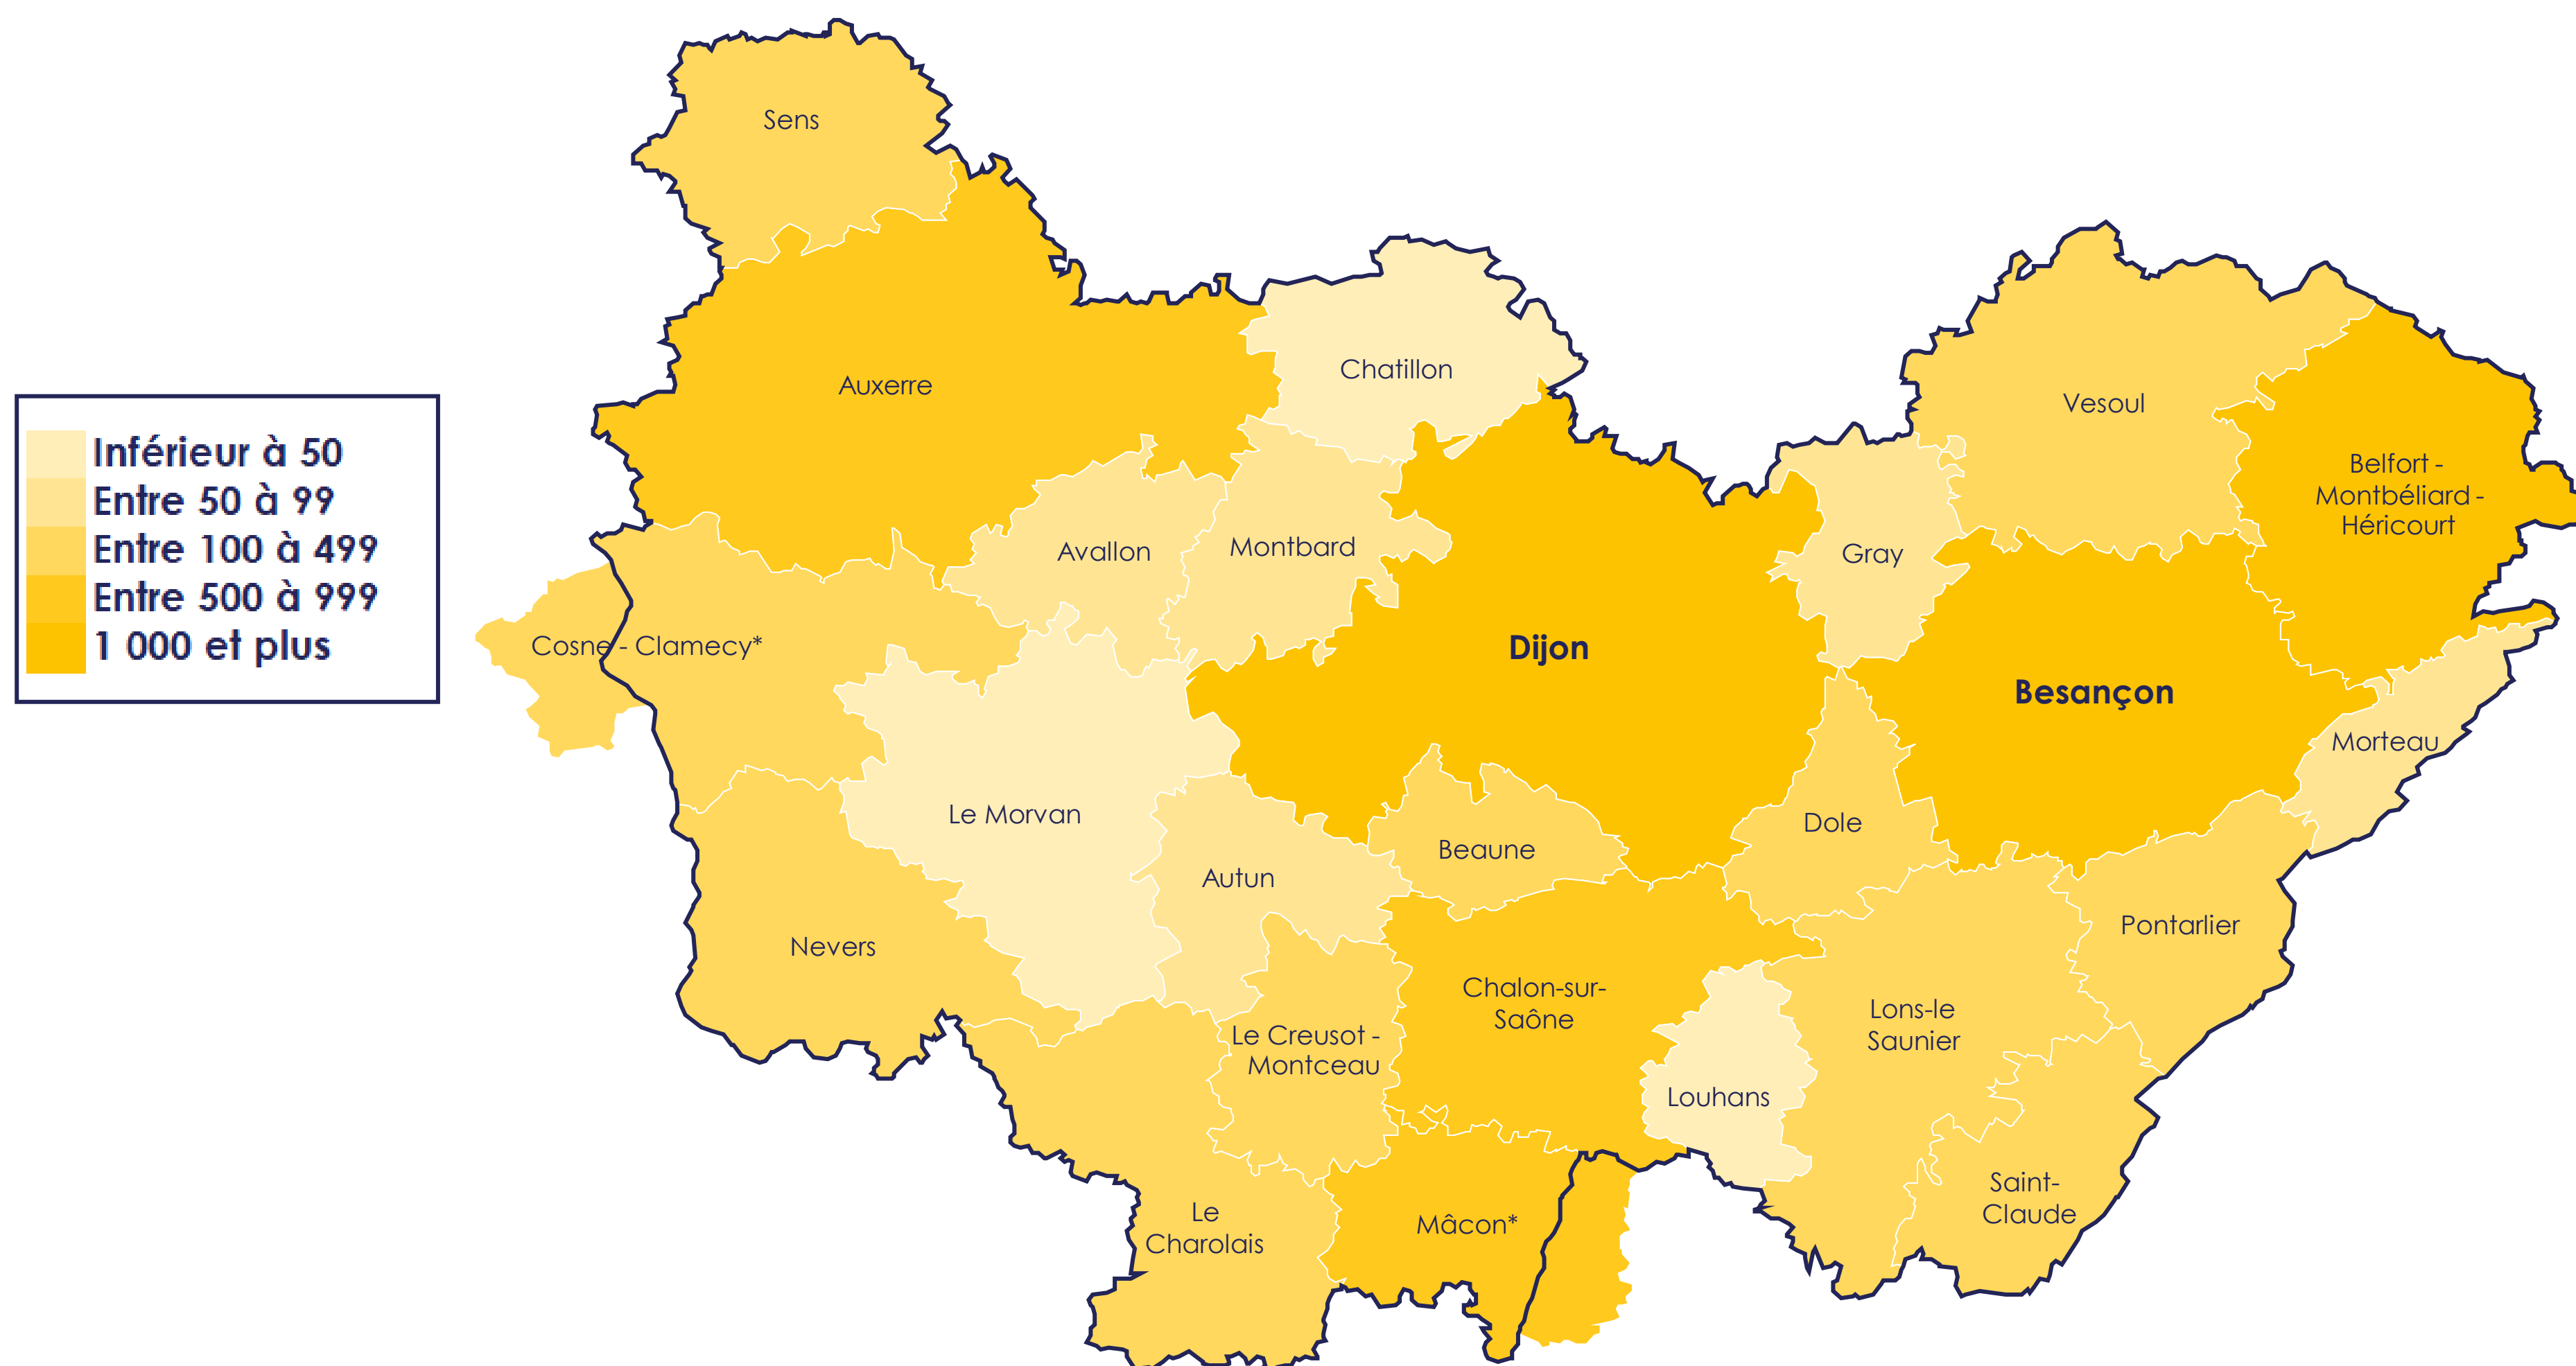 Sens
Auxerre
Chatillon
Vesoul
Inférieur à 50
Entre 50 à 99
Entre 100 à 499
Entre 500 à 999
1 000 et plus
Belfort -
Montbéliard -
Héricourt
Avallon
Montbard
Gray
Cosne - Clamecy*
Dijon
Besançon
Morteau
Le Morvan
Dole
Beaune
Autun
Pontarlier
Nevers
Chalon-sur-
Saône
Lons-le
Saunier
Le Creusot -
Montceau
Louhans
Saint-
Claude
Le
Charolais
Mâcon*